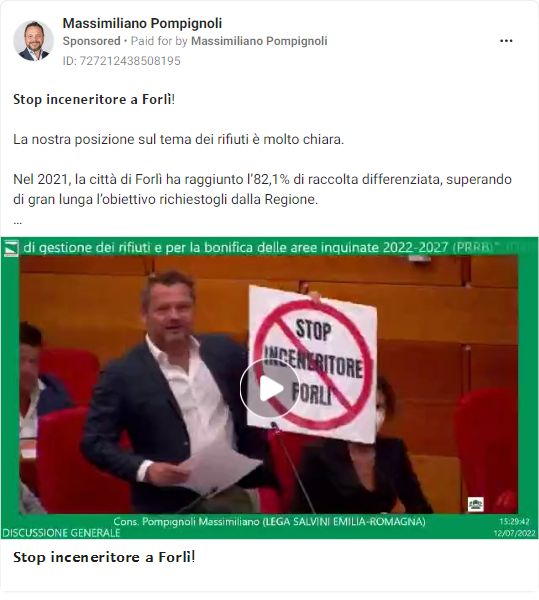 Massimiliano Pompignoli
Sponsored • Paid for by Massimiliano Pompignoli
ID: 727212438508195
Stop inceneritore a Forlì!
La nostra posizione sul tema dei rifiuti è molto chiara.
Nel 2021, la città di Forlì ha raggiunto l'82,1% di raccolta differenziata, superando
di gran lunga l'obiettivo richiestogli dalla Regione.
...
di gestione dei rifiuti e per la bonifica delle aree inquinate 2022-2027 (PRRB)"
STOP
INCENERITORE
FORLÌ
Cons. Pompignoli Massimiliano (LEGA SALVINI EMILIA-ROMAGNA)
15:29:42
DISCUSSIONE GENERALE
12/07/2022
Stop inceneritore a Forlì!